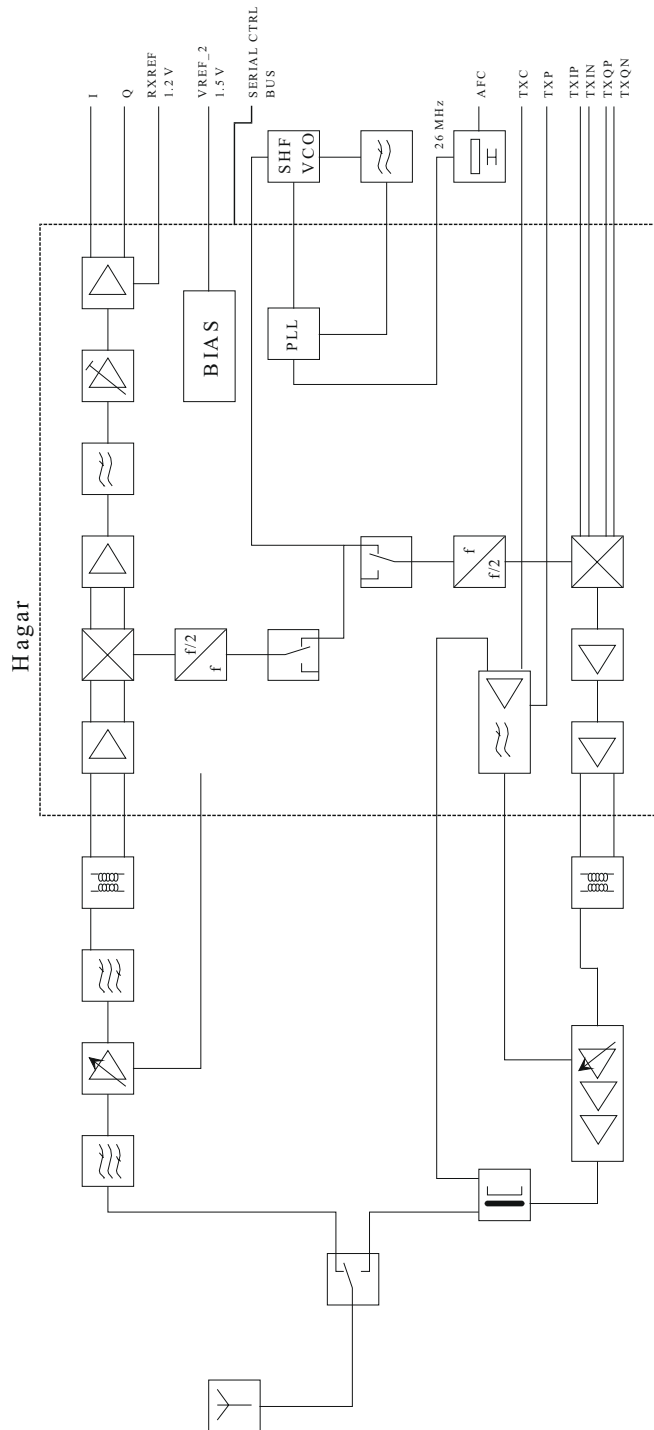 Hagar
I
Q
RXREF
1.2 V
VREF_2
1.5 V
SERIAL CTRL
BUS
SHF
VCO
BIAS
PLL
26 MHz
AFC
f/2
f
f
f/2
TXC
TXP
TXIP
TXIN
TXQP
TXQN